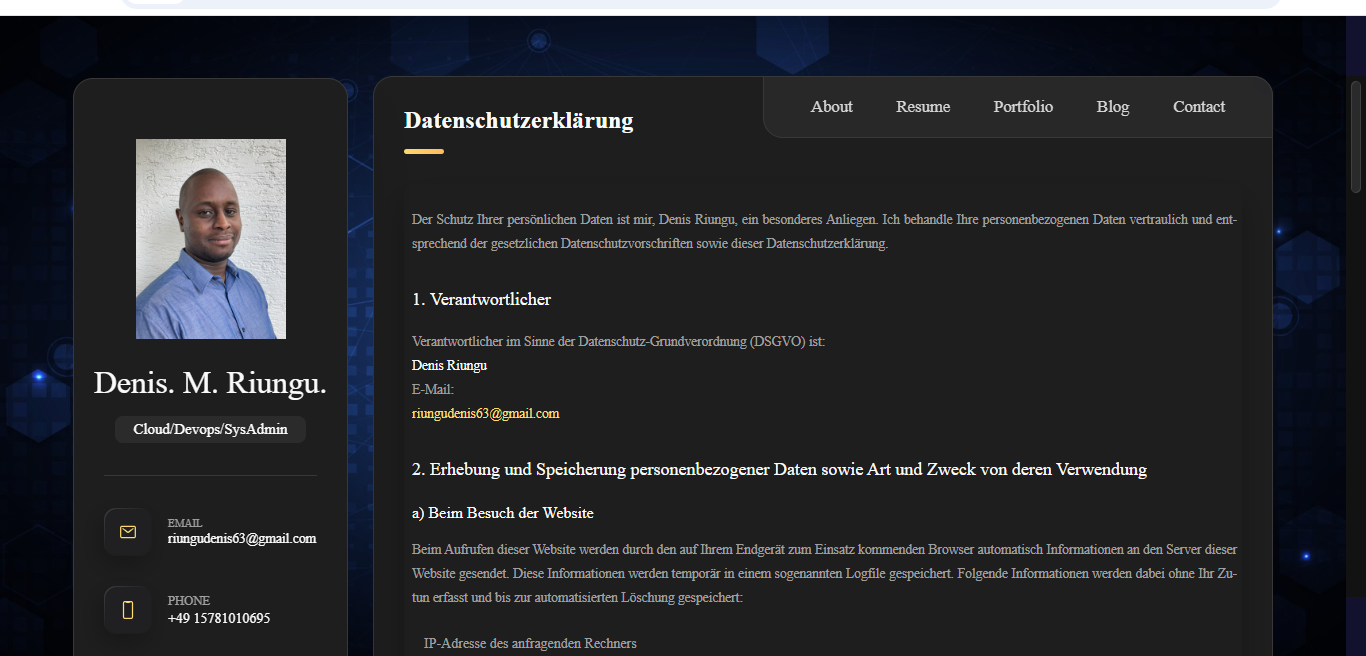 Denis. M. Riungu.
Cloud/Devops/SysAdmin
EMAIL
riungudenis63@gmail.com
PHONE
+49 15781010695
About Resume Portfolio Blog Contact
Datenschutzerklärung
Der Schutz Ihrer persönlichen Daten ist mir, Denis Riungu, ein besonderes Anliegen. Ich behandle Ihre personenbezogenen Daten vertraulich und ent-
sprechend der gesetzlichen Datenschutzvorschriften sowie dieser Datenschutzerklärung.
1. Verantwortlicher
Verantwortlicher im Sinne der Datenschutz-Grundverordnung (DSGVO) ist:
Denis Riungu
E-Mail:
riungudenis63@gmail.com
2. Erhebung und Speicherung personenbezogener Daten sowie Art und Zweck von deren Verwendung
a) Beim Besuch der Website
Beim Aufrufen dieser Website werden durch den auf Ihrem Endgerät zum Einsatz kommenden Browser automatisch Informationen an den Server dieser
Website gesendet. Diese Informationen werden temporär in einem sogenannten Logfile gespeichert. Folgende Informationen werden dabei ohne Ihr Zu-
tun erfasst und bis zur automatisierten Löschung gespeichert:
IP-Adresse des anfragenden Rechners